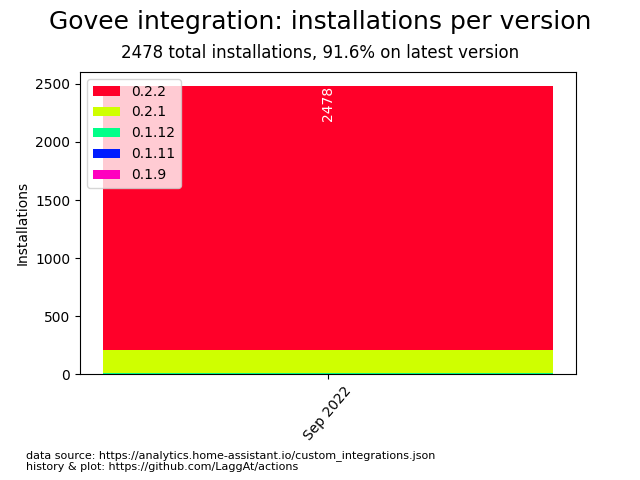 Govee integration: installations per version
2478 total installations, 91.6% on latest version
2500
2000
1500
1000
500
0
Installations
0.2.2
0.2.1
0.1.12
0.1.11
0.1.9
2478
Sep 2022
data source: https://analytics.home-assistant.io/custom_integrations.json
history & plot: https://github.com/LaggAt/actions